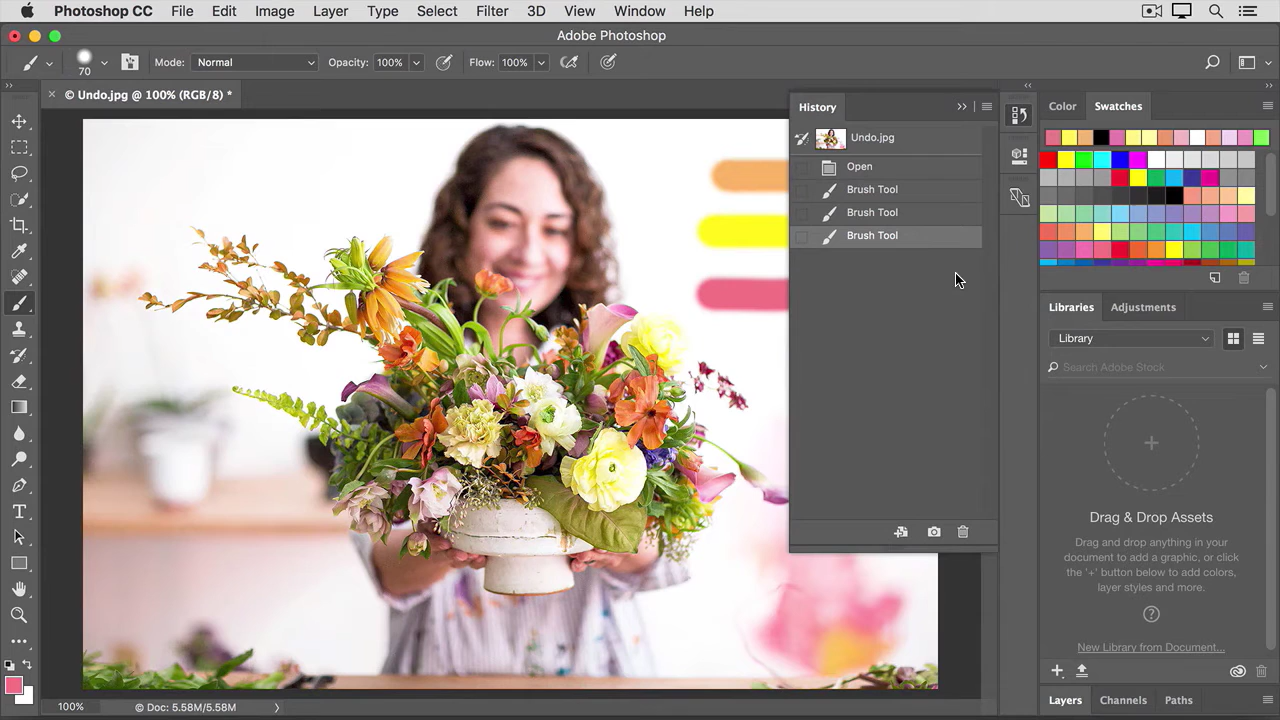 Photoshop CC File Edit Image Layer Type Select Filter 3D View Window Help
Adobe Photoshop
70 Mode: Normal Opacity: 100% Flow: 100%
× © Undo.jpg @ 100% (RGB/8) *
History
Undo.jpg
Open
Brush Tool
Brush Tool
Brush Tool
Color Swatches
Libraries Adjustments
Library
Search Adobe Stock
Drag & Drop Assets
Drag and drop anything in your
document to add a graphic, or click
the '+' button below to add colors,
layer styles and more.
New Library from Document...
Layers Channels Paths
100% © Doc: 5.58M/5.58M